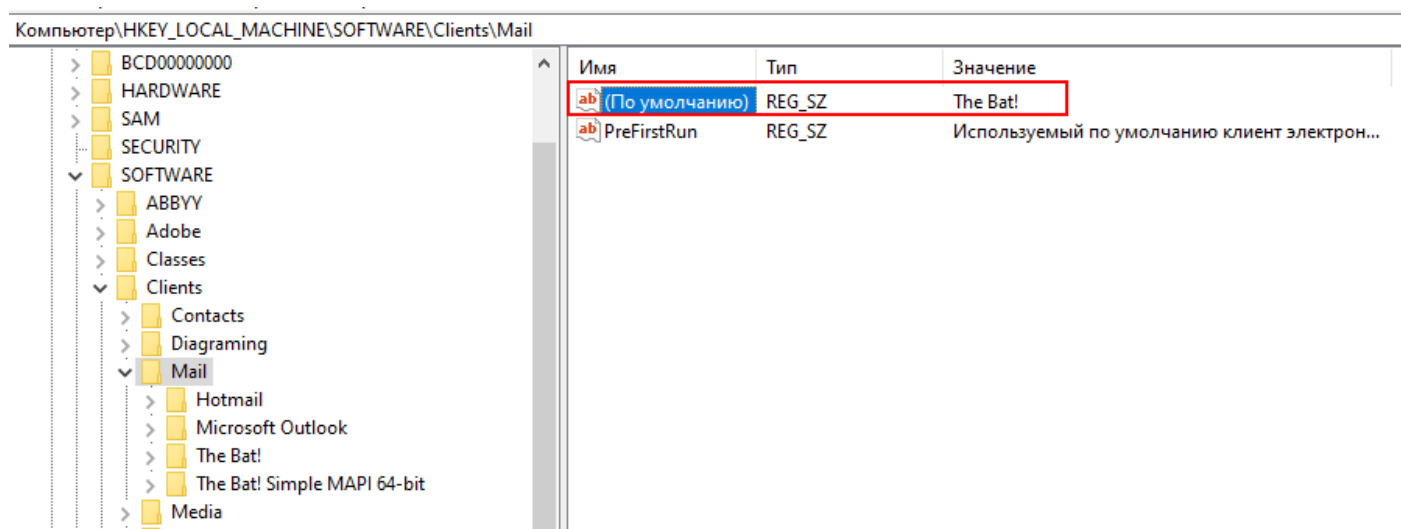 Компьютер\HKEY_LOCAL_MACHINE\SOFTWARE\Clients\Mail
BCD00000000
HARDWARE
SAM
SECURITY
SOFTWARE
ABBYY
Adobe
Classes
Clients
Contacts
Diagraming
Mail
Hotmail
Microsoft Outlook
The Bat!
The Bat! Simple MAPI 64-bit
Media
Имя Тип Значение
ab (По умолчанию) REG_SZ The Bat!
ab PreFirstRun REG_SZ Используемый по умолчанию клиент электрон...